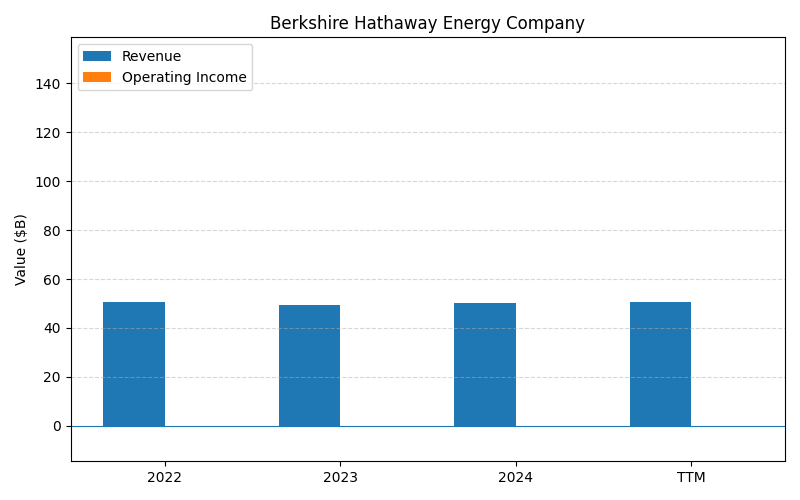 Berkshire Hathaway Energy Company
Revenue
Operating Income
Value ($B)
140
120
100
80
60
40
20
0
2022
2023
2024
TTM